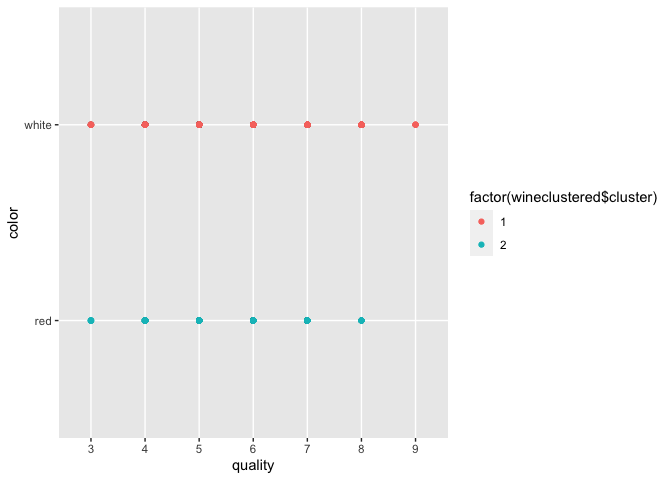 white
red
color
3 4 5 6 7 8 9
quality
factor(wineclustered$cluster)
1
2